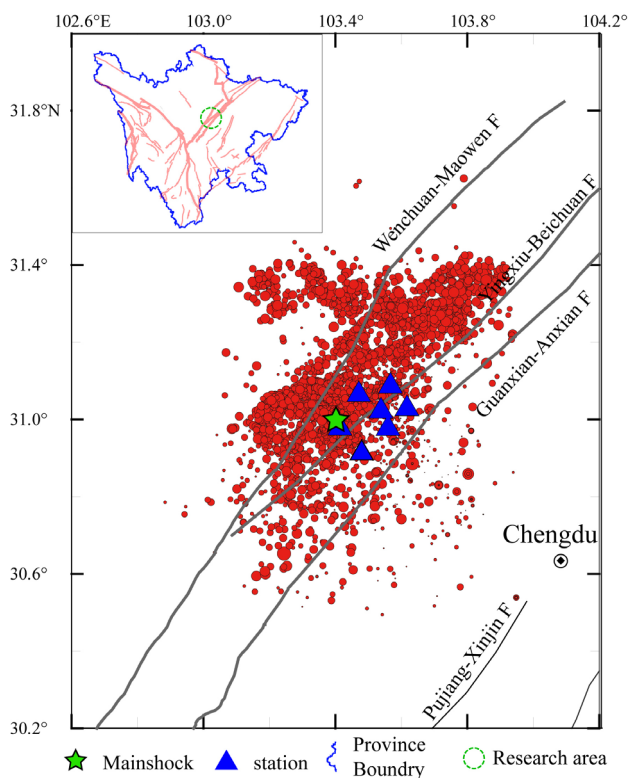 102.6°E 103.0° 103.4° 103.8° 104.2°
31.8°N
Wenchuan-Maowen F
Yingxiu-Beichuan F
31.4°
Guanxian-Anxian F
31.0°
Chengdu
30.6°
Pujiang-Xinjin F
30.2°
Mainshock
station
Province
Boundry
Research area